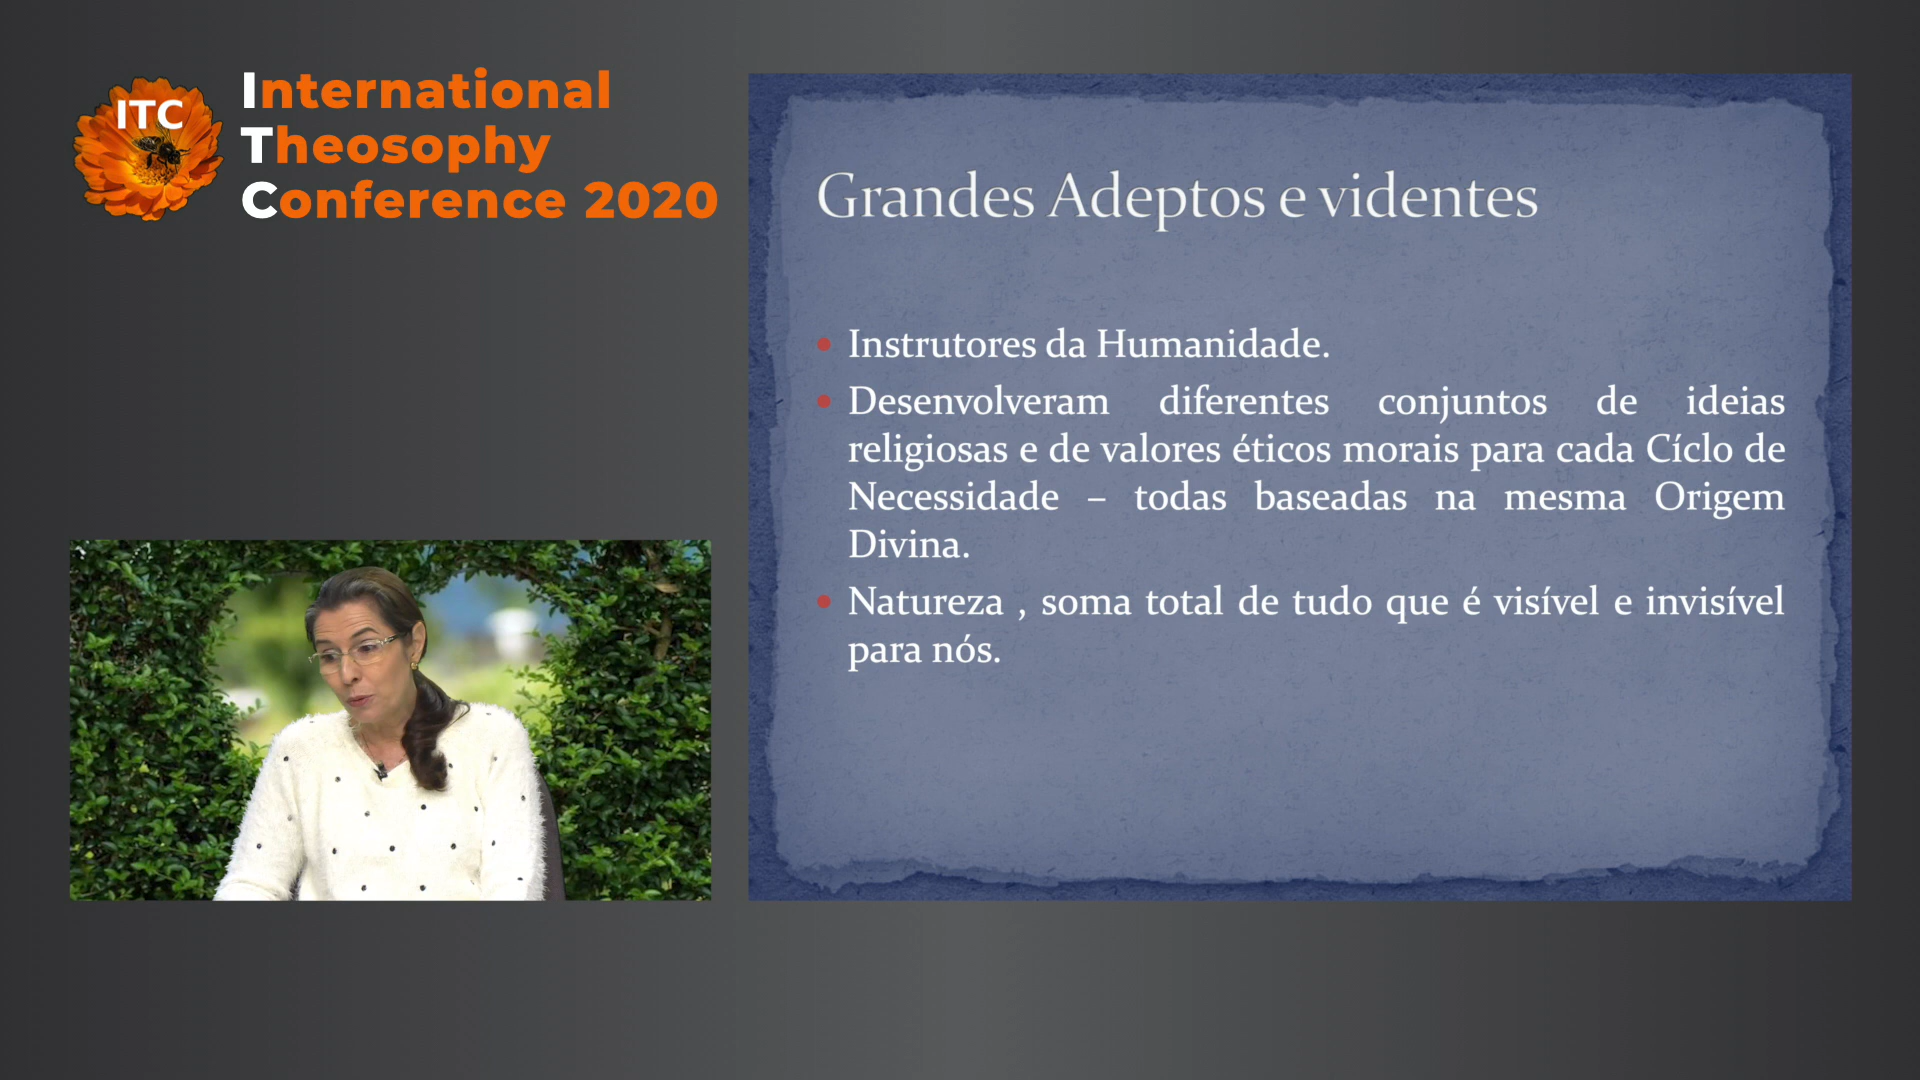 ITC
International
Theosophy
Conference 2020
Grandes Adeptos e videntes
• Instrutores da Humanidade.
• Desenvolveram diferentes conjuntos de ideias
religiosas e de valores éticos morais para cada Cíclo de
Necessidade – todas baseadas na mesma Origem
Divina.
• Natureza , soma total de tudo que é visível e invisível
para nós.